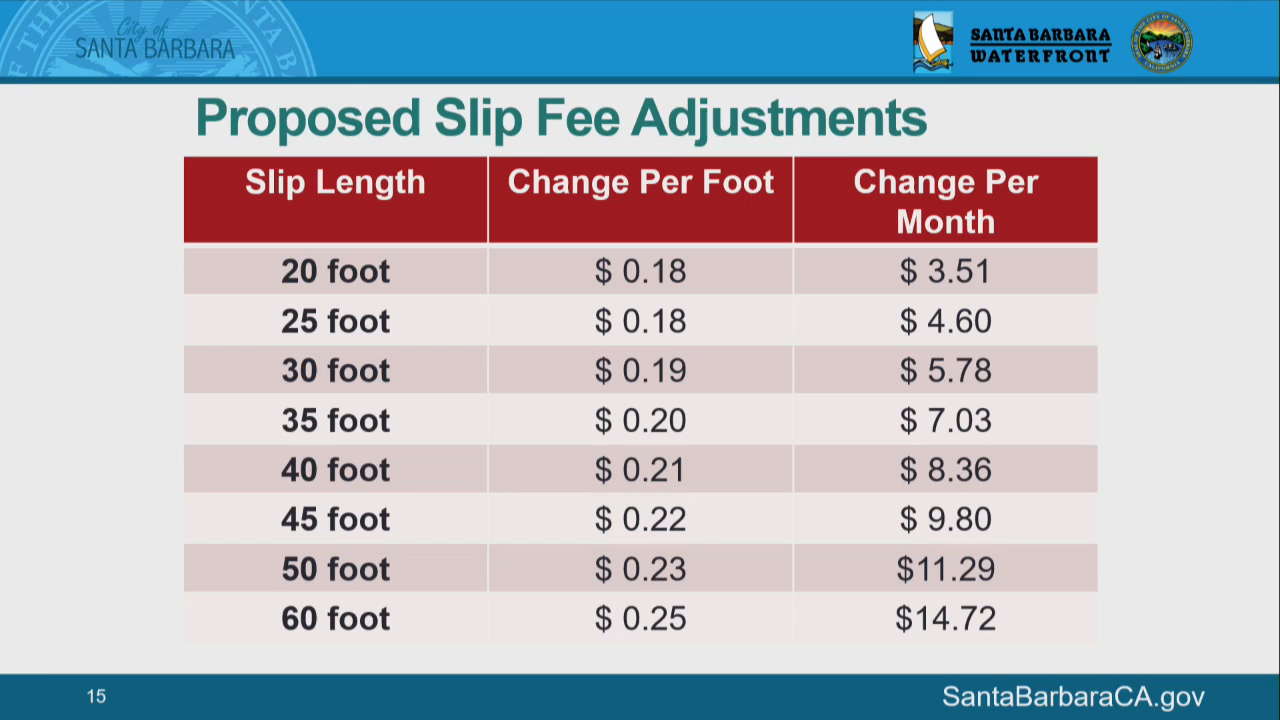 City of
SANTA BARBARA
SANTA BARBARA
WATERFRONT
Proposed Slip Fee Adjustments
Slip Length Change Per Foot Change Per
Month
20 foot $ 0.18 $ 3.51
25 foot $ 0.18 $ 4.60
30 foot $ 0.19 $ 5.78
35 foot $ 0.20 $ 7.03
40 foot $ 0.21 $ 8.36
45 foot $ 0.22 $ 9.80
50 foot $ 0.23 $11.29
60 foot $ 0.25 $14.72
15 SantaBarbaraCA.gov